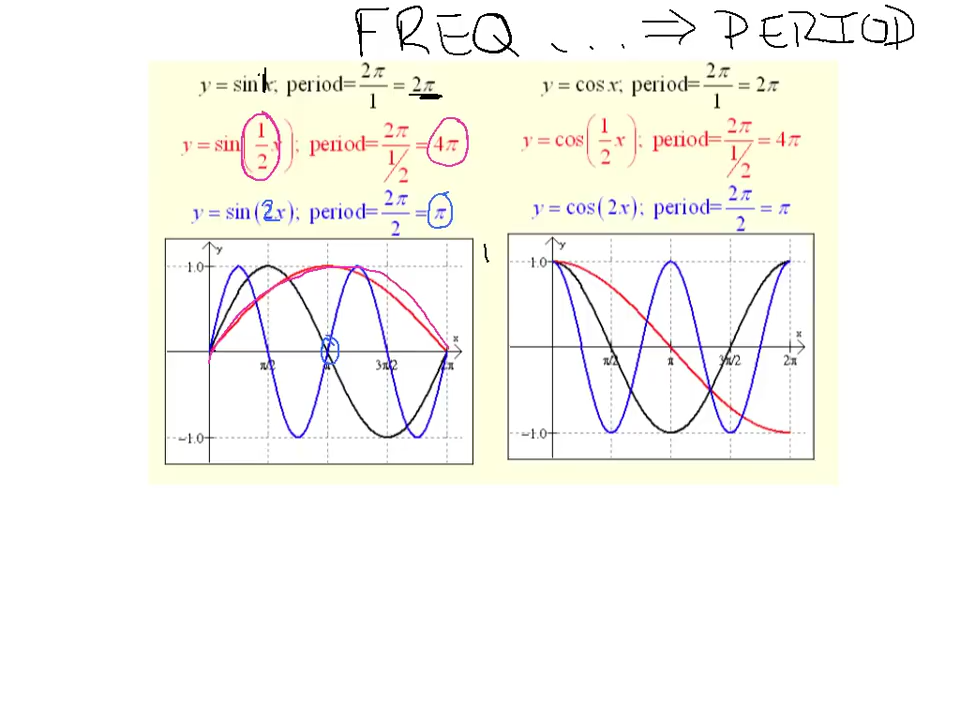 FREQ .... ⇒ PERIOD
y = sin 1x; period= 2π/1 = 2π
y = cos x; period= 2π/1 = 2π
y = sin(1/2 x); period= 2π/1/2 = 4π
y = cos(1/2 x); period= 2π/1/2 = 4π
y = sin(2x); period= 2π/2 = π
y = cos(2x); period= 2π/2 = π
y
1.0
x
π/2 π 3π/2 2π
−1.0
1
y
1.0
x
π/2 π 3π/2 2π
−1.0